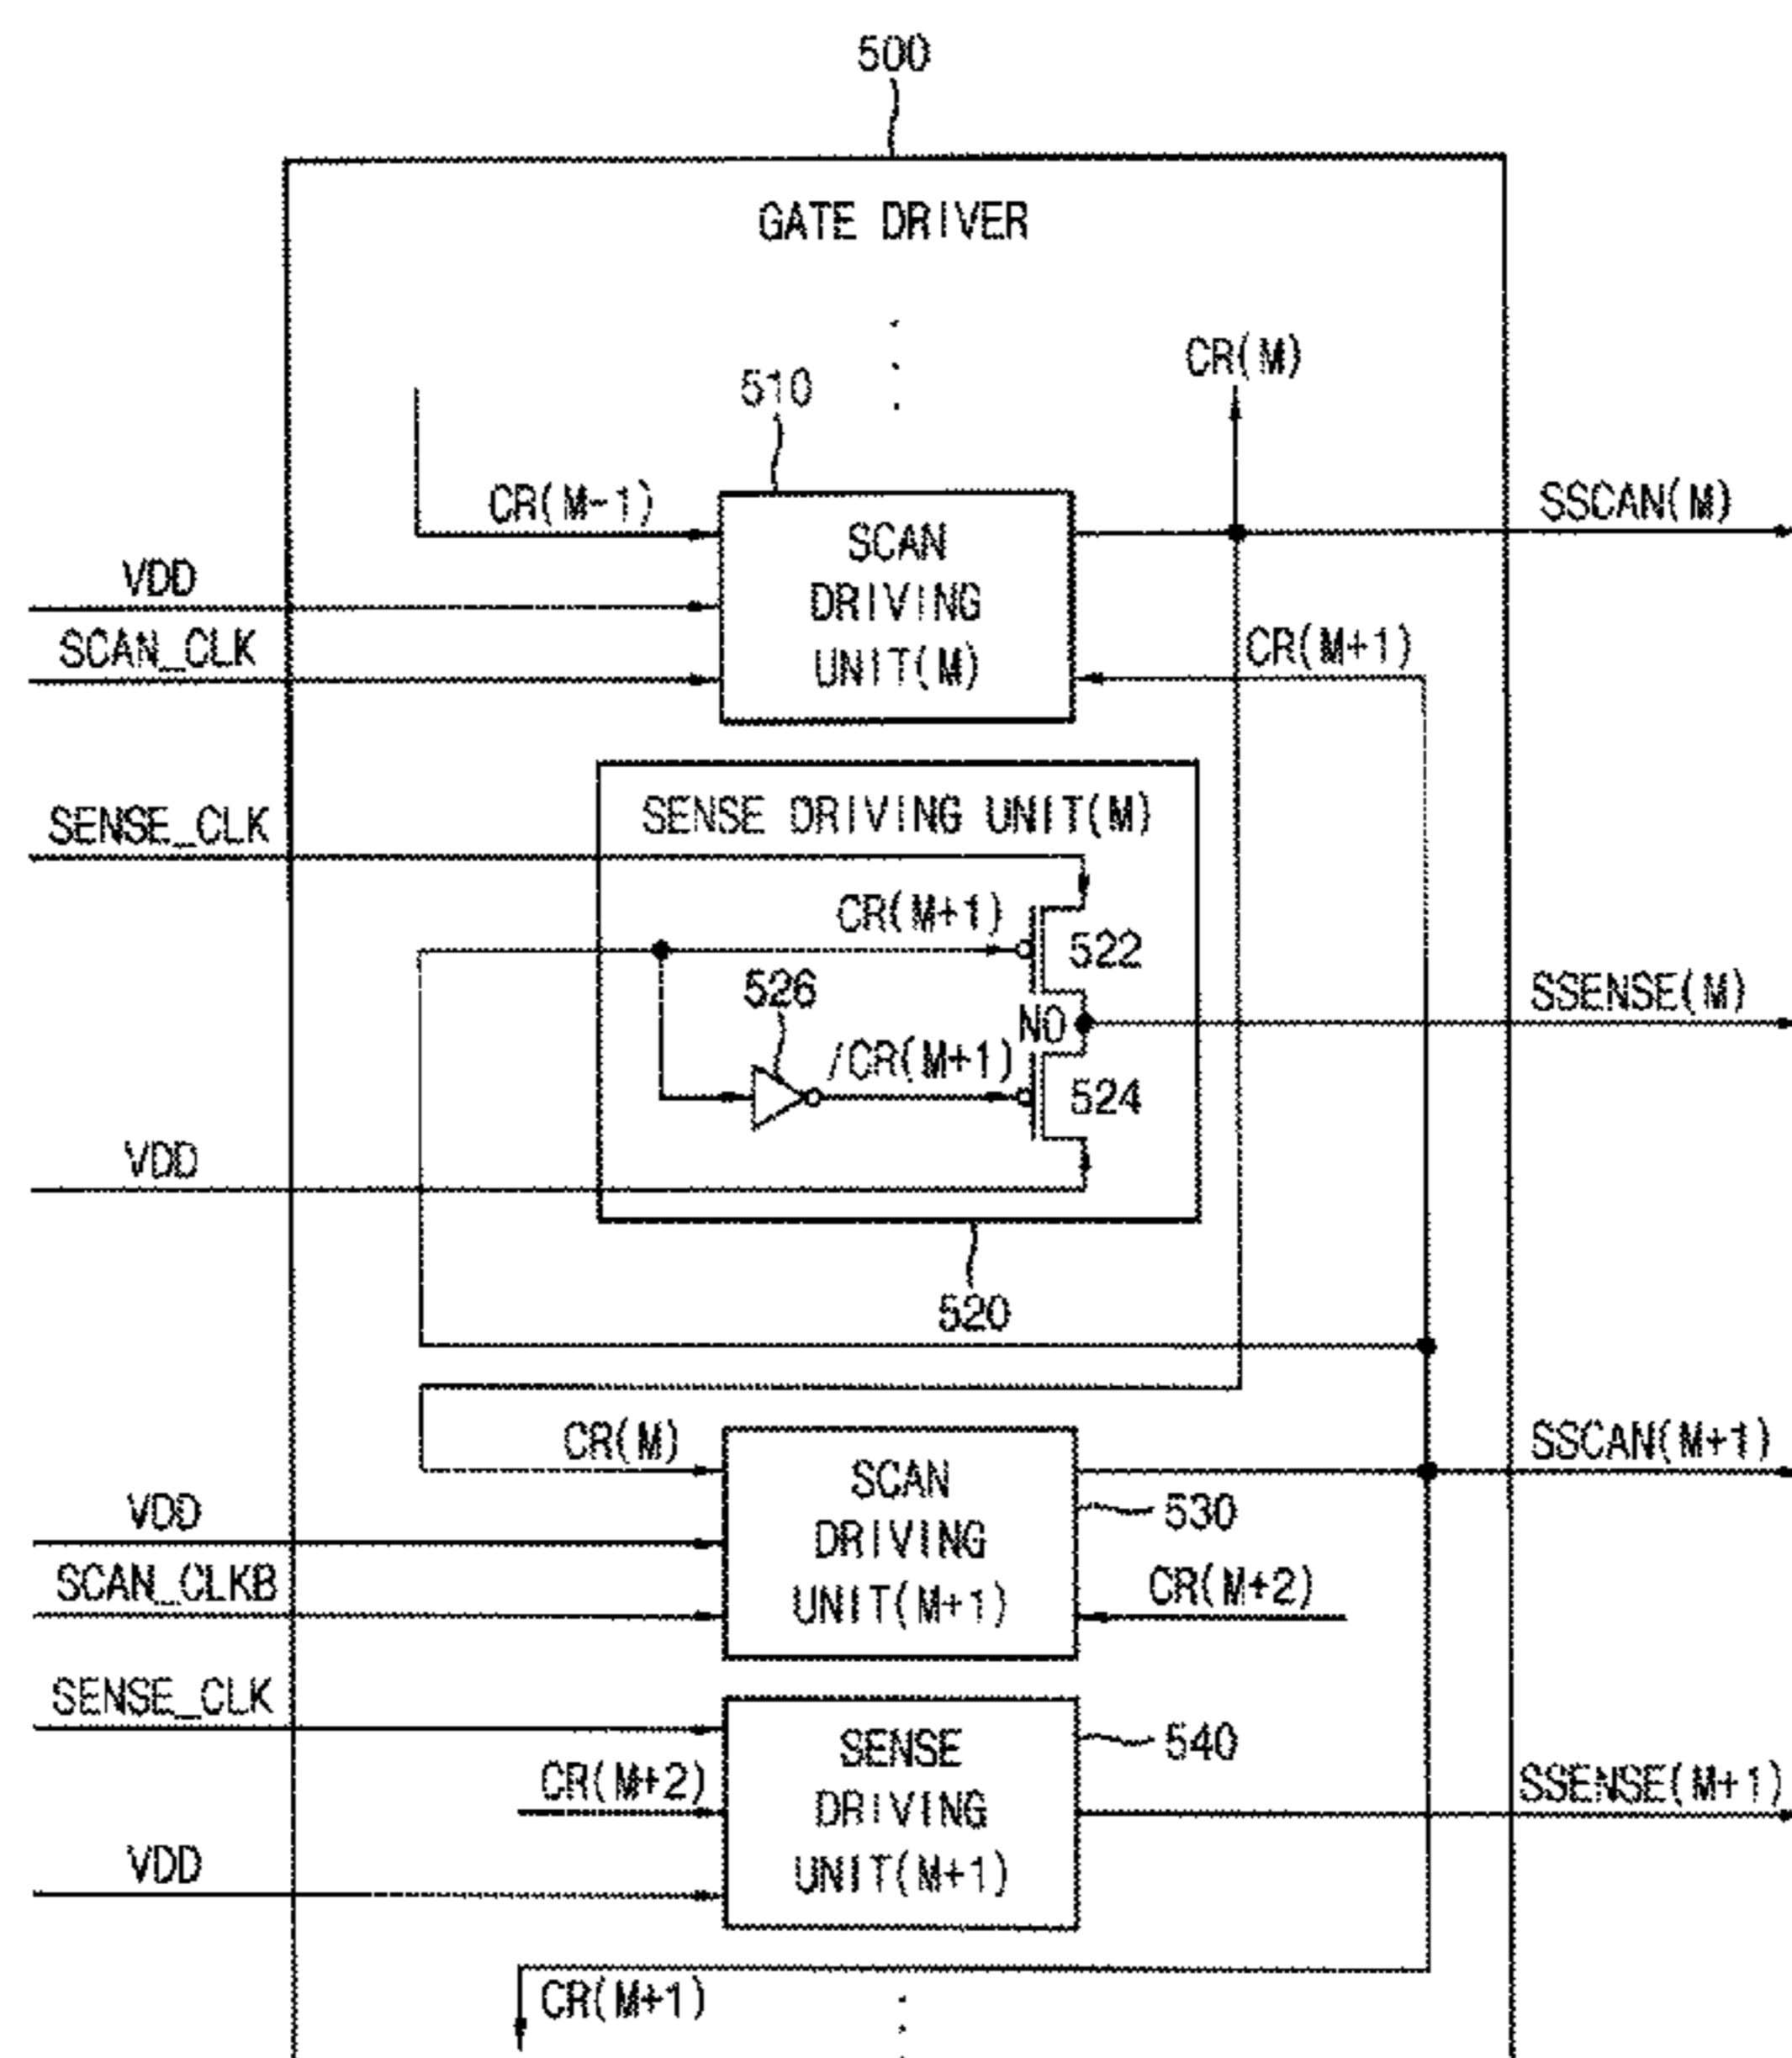 500
GATE DRIVER
CR(M)
510
CR(M-1)
SCAN
DRIVING
UNIT(M)
SSCAN(M)
VDD
SCAN_CLK
CR(M+1)
SENSE DRIVING UNIT(M)
SENSE_CLK
CR(M+1)
522
526
NO
SSENSE(M)
/CR(M+1)
524
VDD
520
CR(M)
SCAN
DRIVING
UNIT(M+1)
SSCAN(M+1)
VDD
530
SCAN_CLKB
CR(M+2)
SENSE_CLK
SENSE
DRIVING
UNIT(M+1)
540
CR(M+2)
SSENSE(M+1)
VDD
CR(M+1)